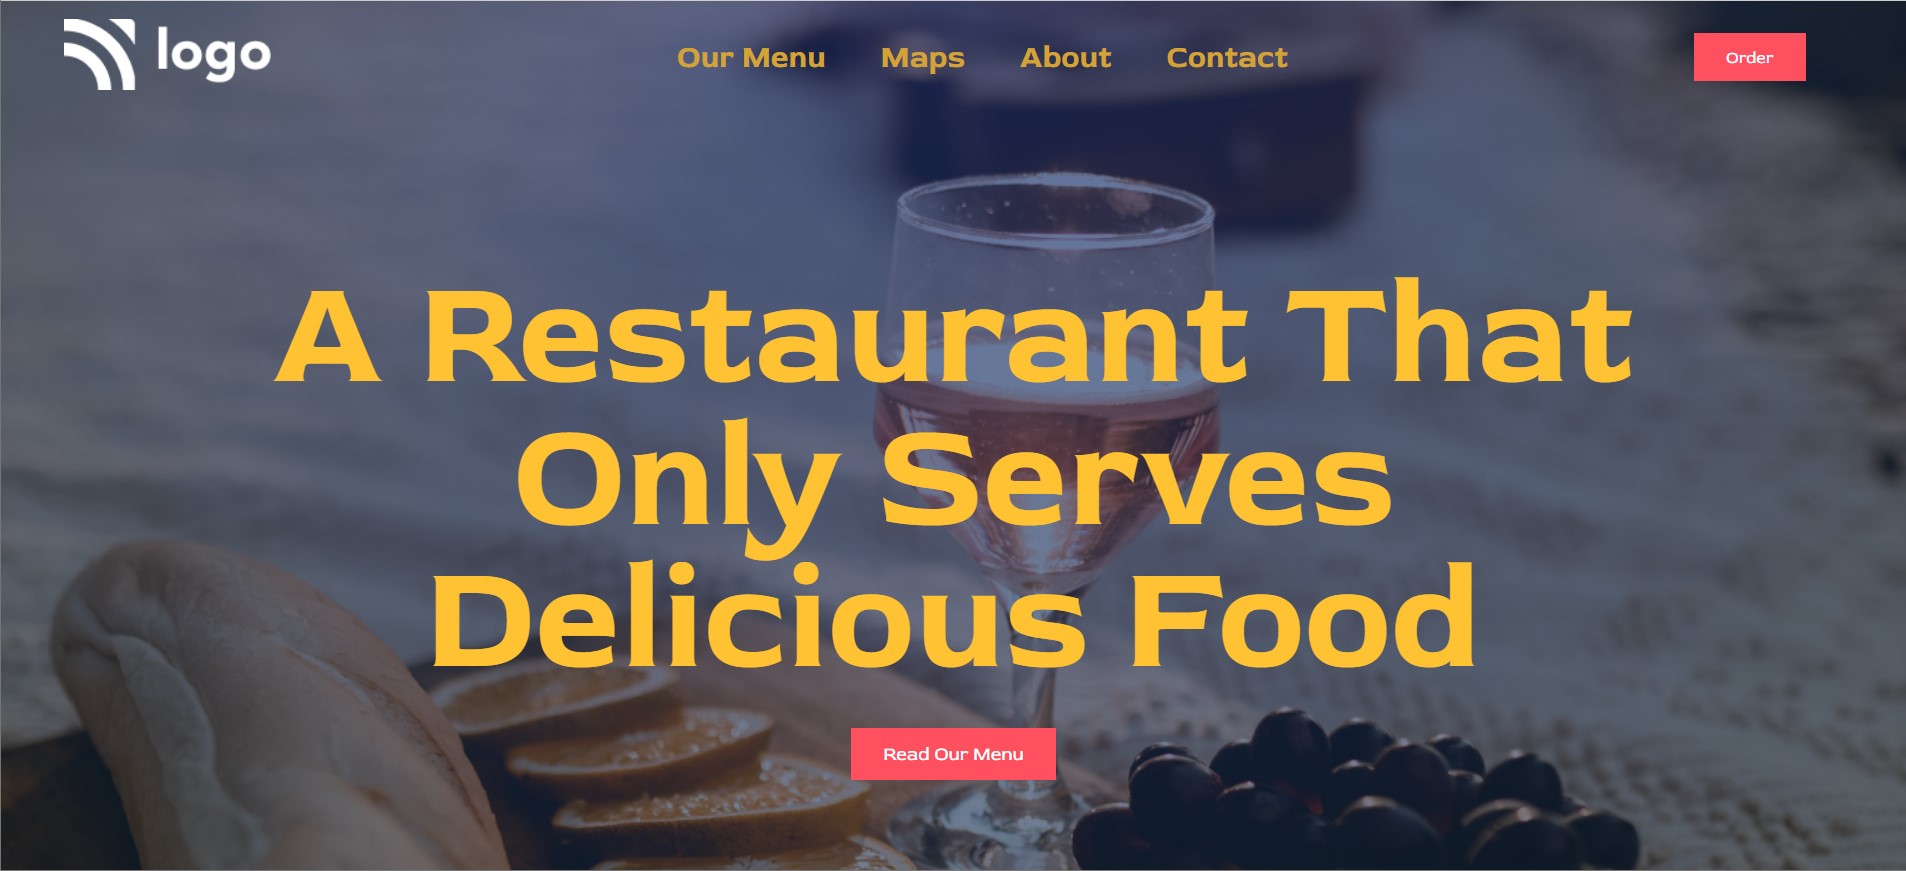 logo
Our Menu
Maps
About
Contact
Order
A Restaurant That
Only Serves
Delicious Food
Read Our Menu